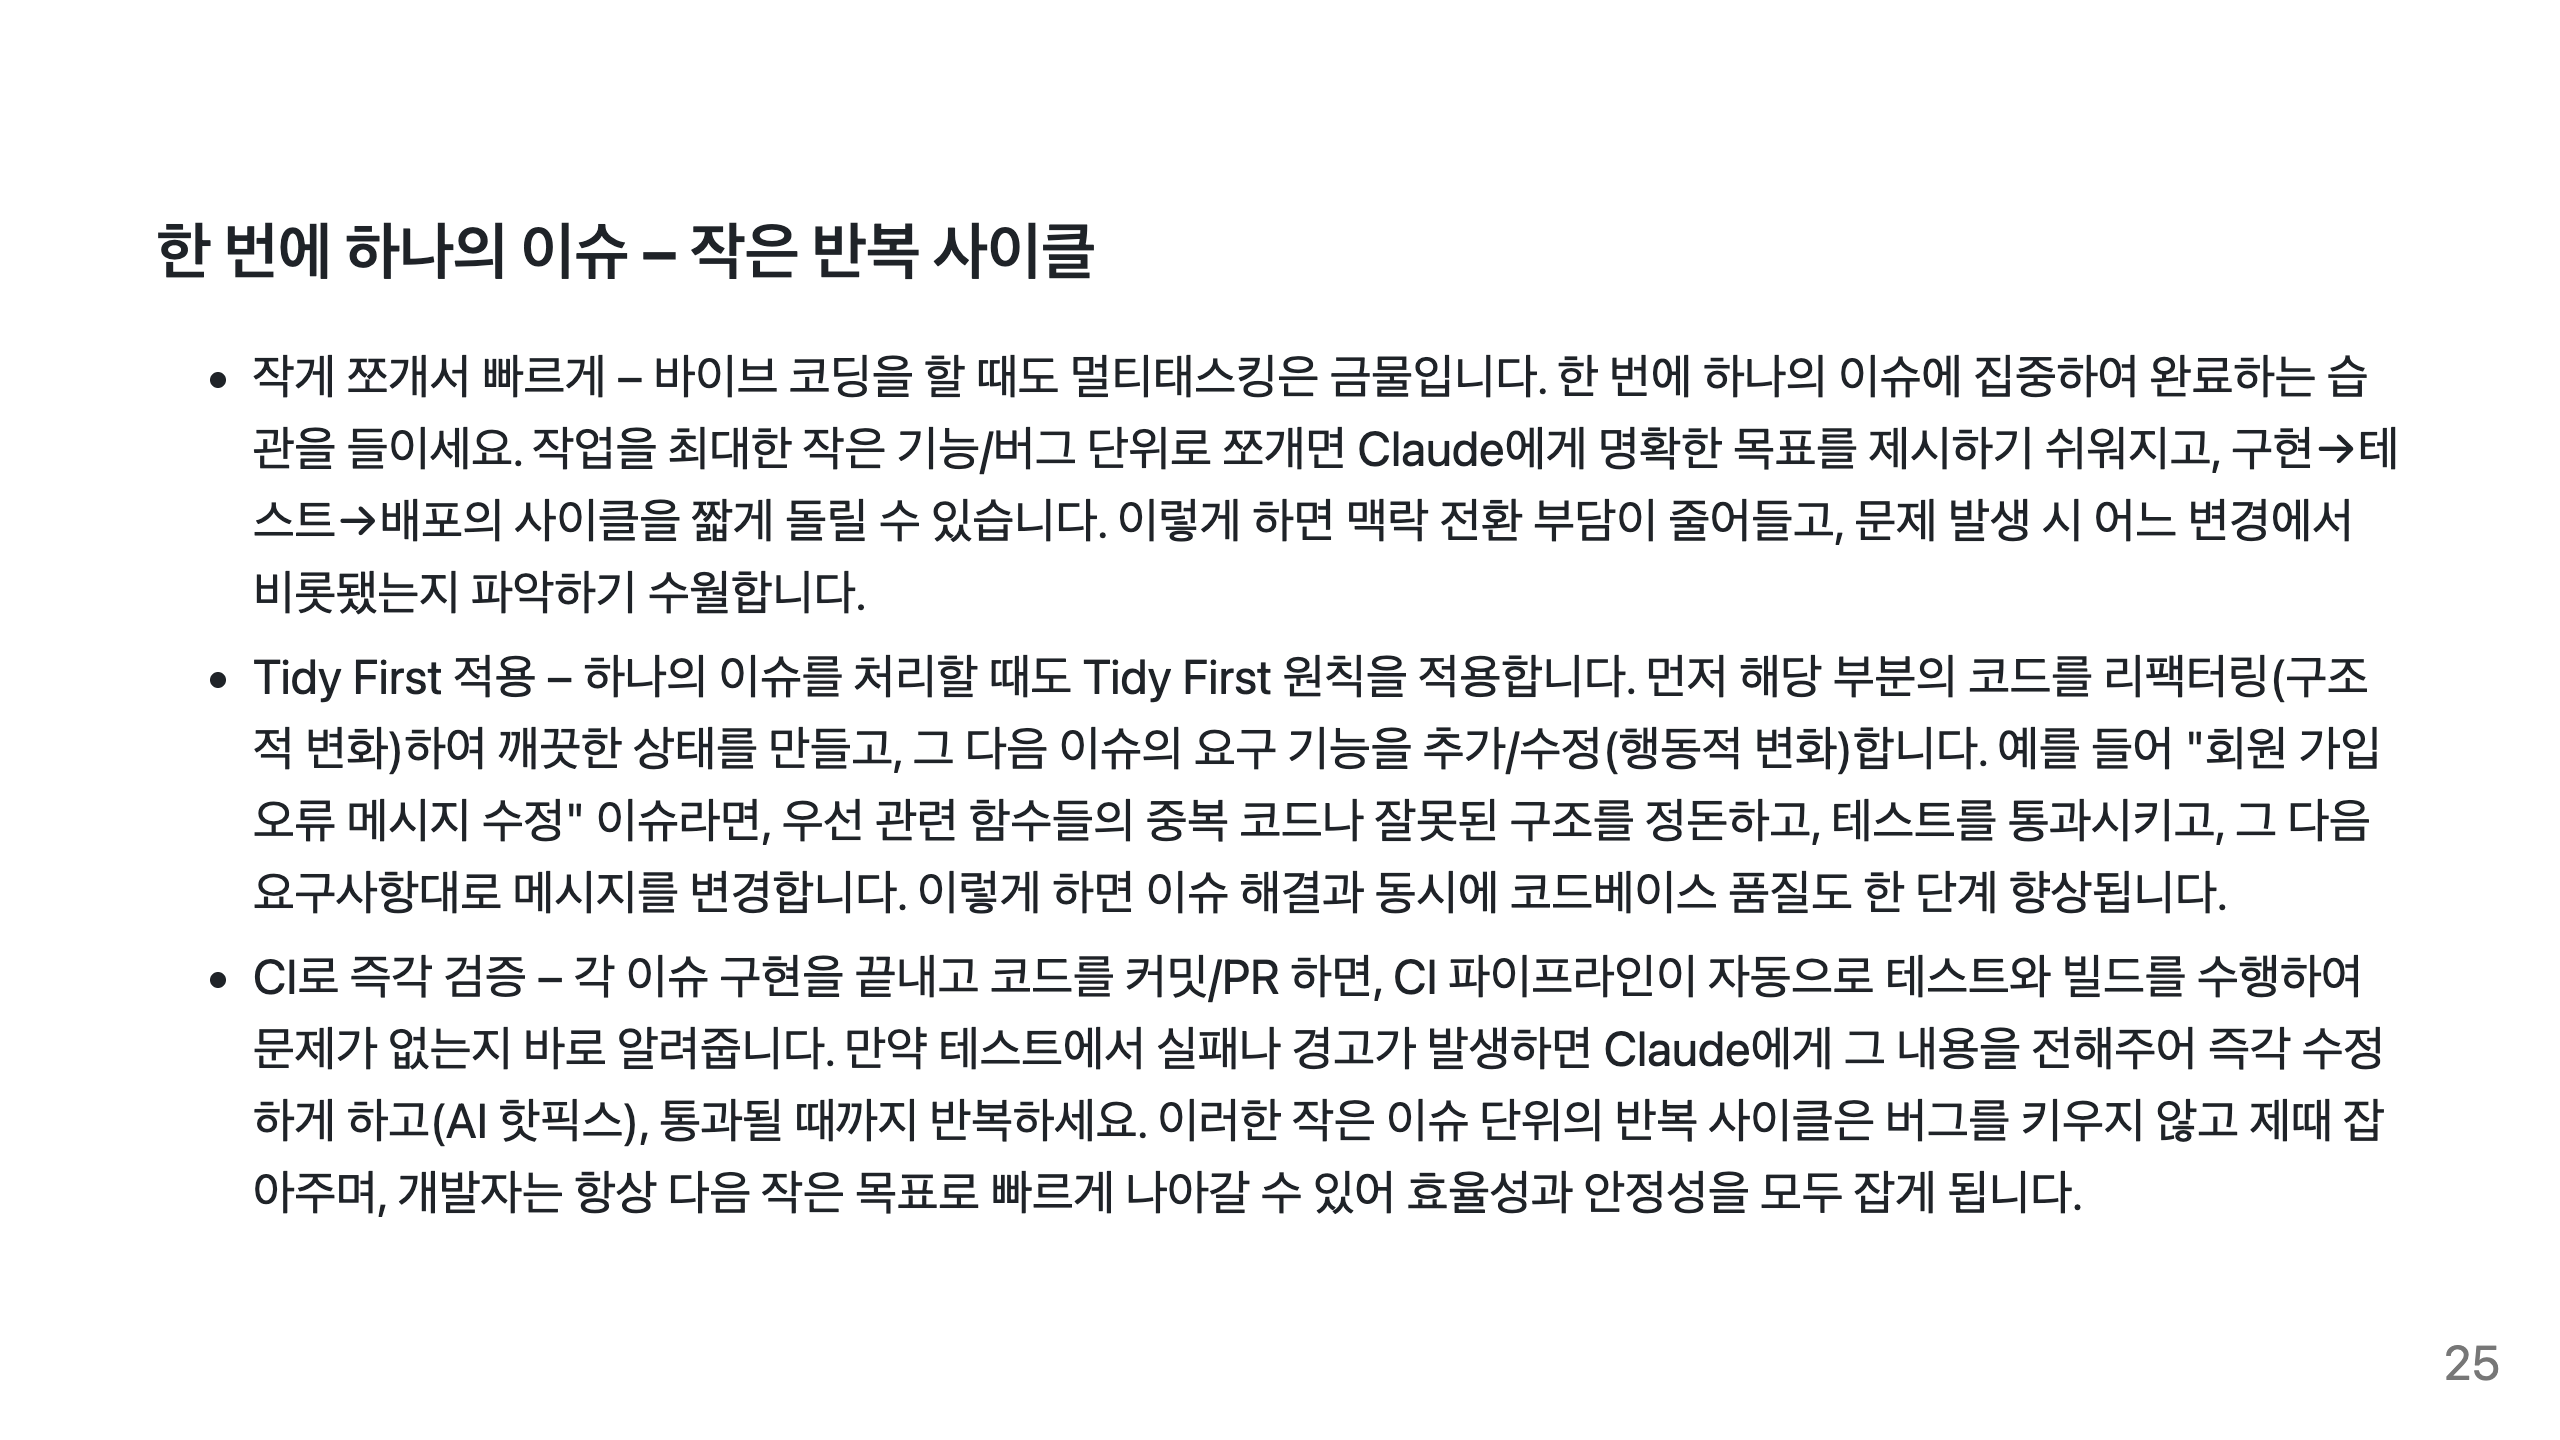 한 번에 하나의 이슈 – 작은 반복 사이클
• 작게 쪼개서 빠르게 – 바이브 코딩을 할 때도 멀티태스킹은 금물입니다. 한 번에 하나의 이슈에 집중하여 완료하는 습
관을 들이세요. 작업을 최대한 작은 기능/버그 단위로 쪼개면 Claude에게 명확한 목표를 제시하기 쉬워지고, 구현→테
스트→배포의 사이클을 짧게 돌릴 수 있습니다. 이렇게 하면 맥락 전환 부담이 줄어들고, 문제 발생 시 어느 변경에서
비롯됐는지 파악하기 수월합니다.
• Tidy First 적용 – 하나의 이슈를 처리할 때도 Tidy First 원칙을 적용합니다. 먼저 해당 부분의 코드를 리팩터링(구조
적 변화)하여 깨끗한 상태를 만들고, 그 다음 이슈의 요구 기능을 추가/수정(행동적 변화)합니다. 예를 들어 "회원 가입
오류 메시지 수정" 이슈라면, 우선 관련 함수들의 중복 코드나 잘못된 구조를 정돈하고, 테스트를 통과시키고, 그 다음
요구사항대로 메시지를 변경합니다. 이렇게 하면 이슈 해결과 동시에 코드베이스 품질도 한 단계 향상됩니다.
• CI로 즉각 검증 – 각 이슈 구현을 끝내고 코드를 커밋/PR 하면, CI 파이프라인이 자동으로 테스트와 빌드를 수행하여
문제가 없는지 바로 알려줍니다. 만약 테스트에서 실패나 경고가 발생하면 Claude에게 그 내용을 전해주어 즉각 수정
하게 하고(AI 핫픽스), 통과될 때까지 반복하세요. 이러한 작은 이슈 단위의 반복 사이클은 버그를 키우지 않고 제때 잡
아주며, 개발자는 항상 다음 작은 목표로 빠르게 나아갈 수 있어 효율성과 안정성을 모두 잡게 됩니다.
25